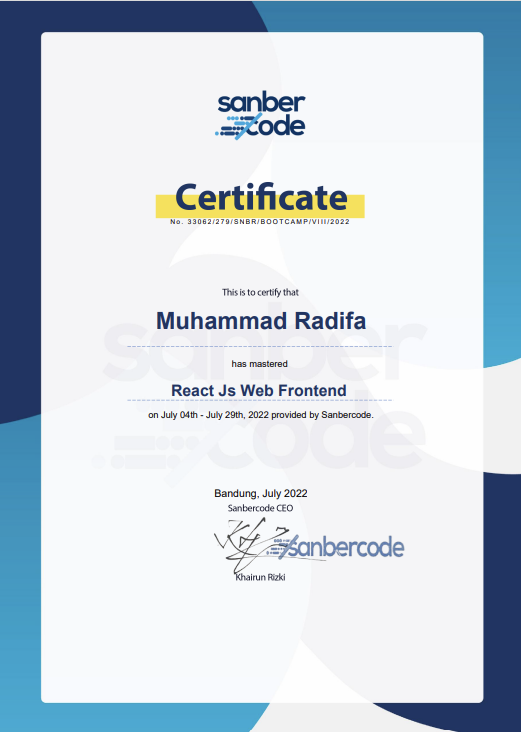 sanber
code
Certificate
No. 33062/279/SNBR/BOOTCAMP/VIII/2022
This is to certify that
Muhammad Radifa
has mastered
React Js Web Frontend
on July 04th - July 29th, 2022 provided by Sanbercode.
sanber
code
Bandung, July 2022
Sanbercode CEO
sanbercode
Khairun Rizki